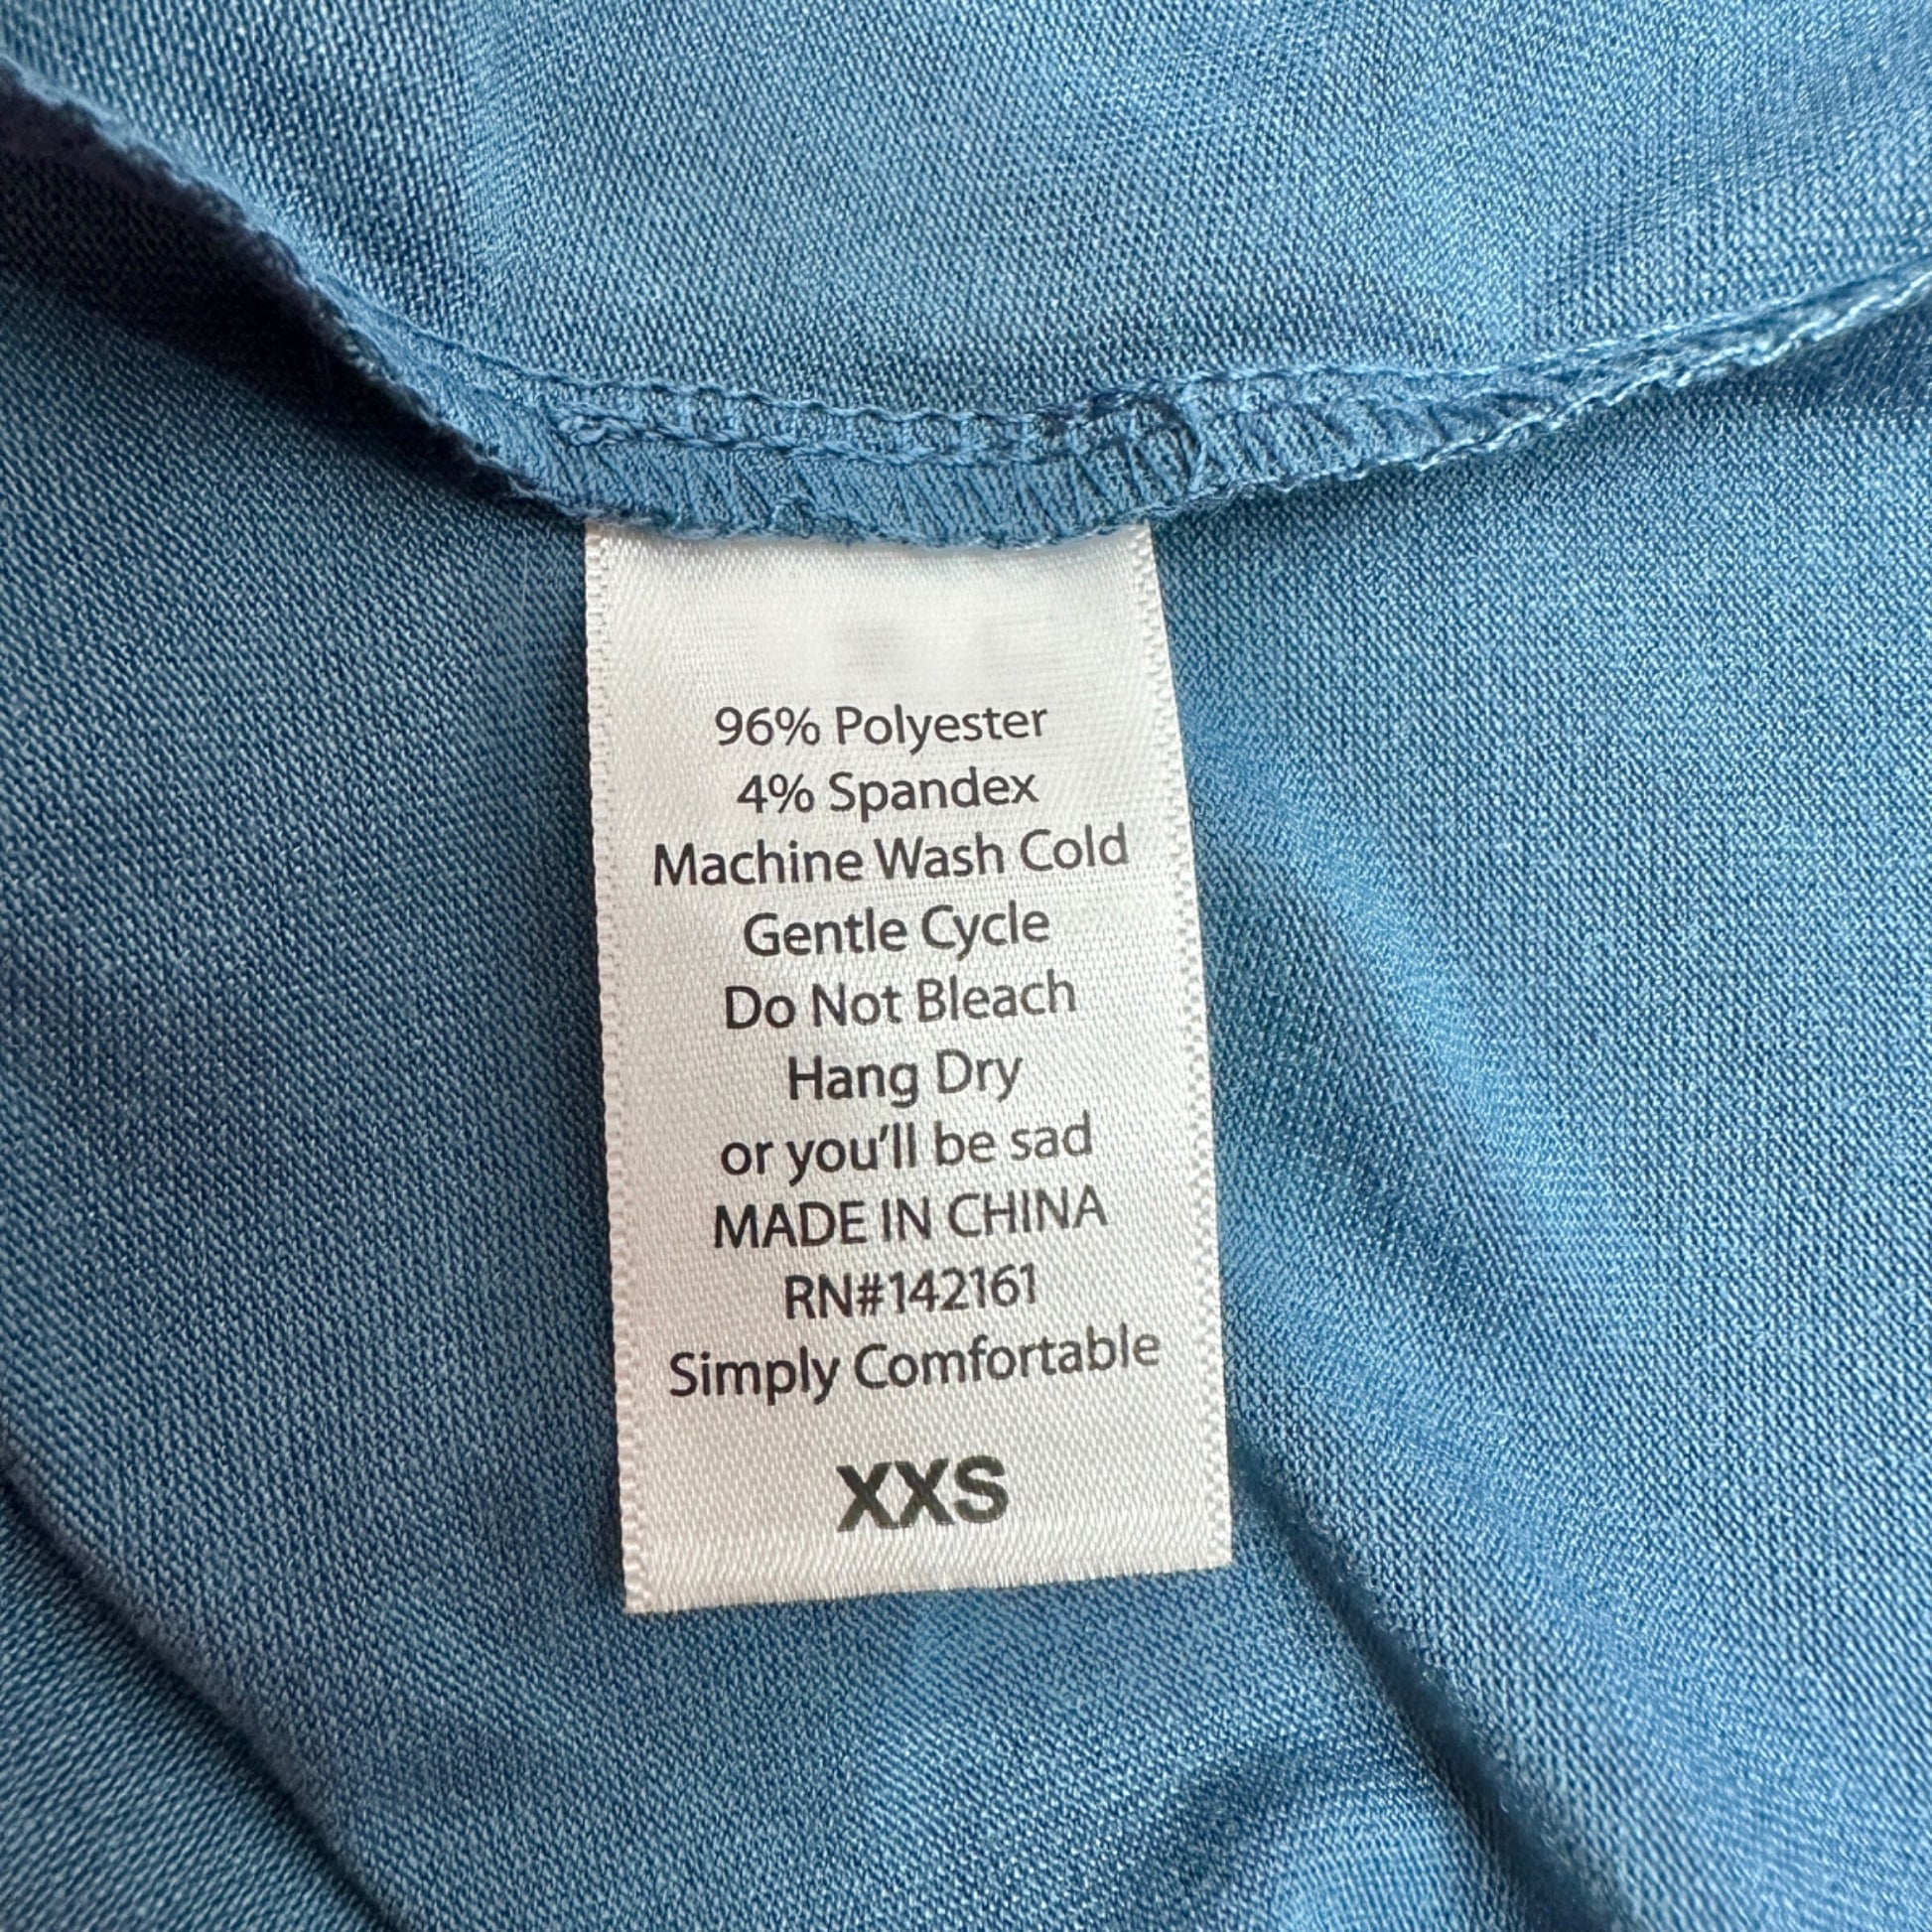 96% Polyester
4% Spandex
Machine Wash Cold
Gentle Cycle
Do Not Bleach
Hang Dry
or you'll be sad
MADE IN CHINA
RN#142161
Simply Comfortable
XXS